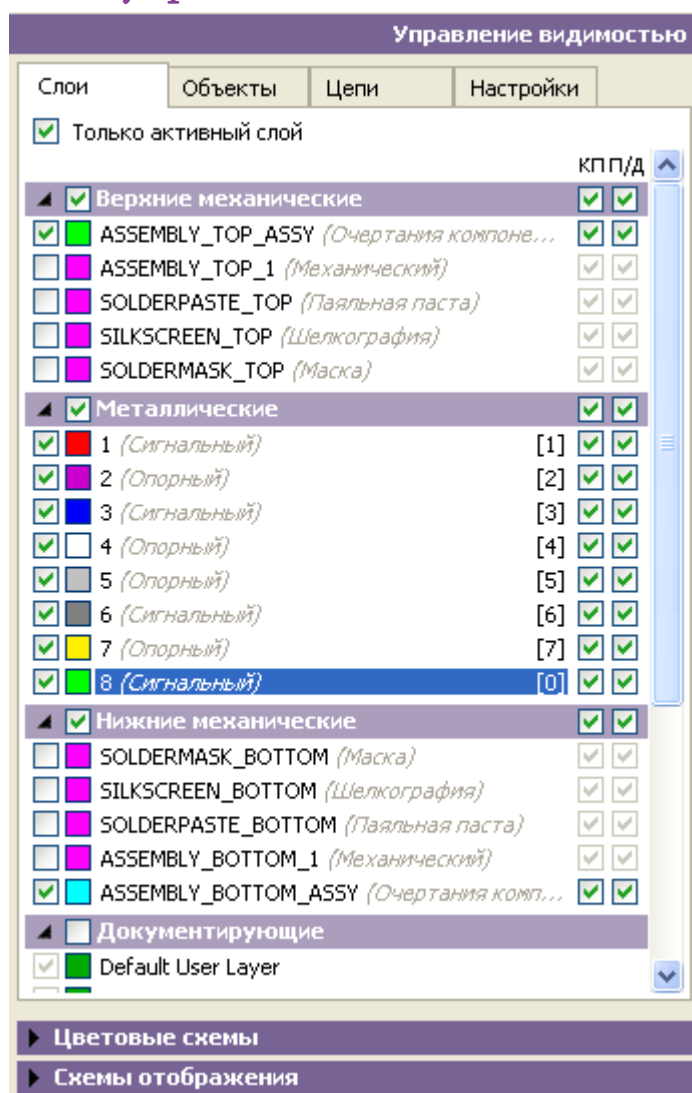 Управление видимостью
Слои Объекты Цепи Настройки
Только активный слой
КП П/Д
Верхние механические
ASSEMBLY_TOP_ASSY (Очертания компоне...
ASSEMBLY_TOP_1 (Механический)
SOLDERPASTE_TOP (Паяльная паста)
SILKSCREEN_TOP (Шелкография)
SOLDERMASK_TOP (Маска)
Металлические
1 (Сигнальный) [1]
2 (Опорный) [2]
3 (Сигнальный) [3]
4 (Опорный) [4]
5 (Опорный) [5]
6 (Сигнальный) [6]
7 (Опорный) [7]
8 (Сигнальный) [0]
Нижние механические
SOLDERMASK_BOTTOM (Маска)
SILKSCREEN_BOTTOM (Шелкография)
SOLDERPASTE_BOTTOM (Паяльная паста)
ASSEMBLY_BOTTOM_1 (Механический)
ASSEMBLY_BOTTOM_ASSY (Очертания комп...
Документирующие
Default User Layer
Цветовые схемы
Схемы отображения